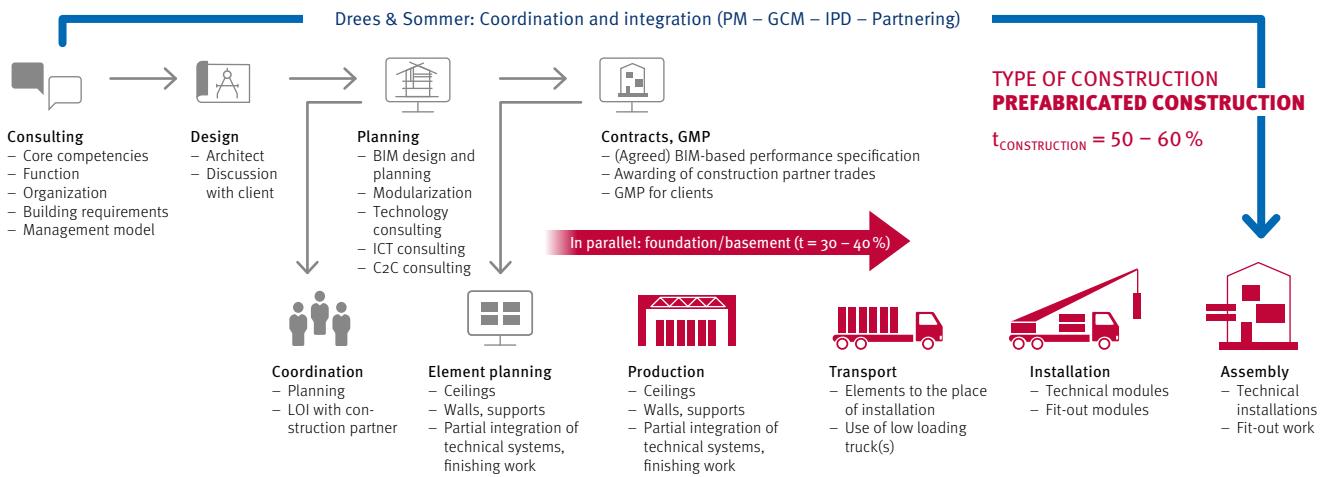 Drees & Sommer: Coordination and integration (PM – GCM – IPD – Partnering)
TYPE OF CONSTRUCTION
PREFABRICATED CONSTRUCTION
tCONSTRUCTION = 50 – 60 %
Consulting
– Core competencies
– Function
– Organization
– Building requirements
– Management model
Design
– Architect
– Discussion
with client
Planning
– BIM design and
planning
– Modularization
– Technology
consulting
– ICT consulting
– C2C consulting
Contracts, GMP
– (Agreed) BIM-based performance specification
– Awarding of construction partner trades
– GMP for clients
In parallel: foundation/basement (t = 30 – 40 %)
Coordination
– Planning
– LOI with con-
struction partner
Element planning
– Ceilings
– Walls, supports
– Partial integration of
technical systems,
finishing work
Production
– Ceilings
– Walls, supports
– Partial integration of
technical systems,
finishing work
Transport
– Elements to the place
of installation
– Use of low loading
truck(s)
Installation
– Technical modules
– Fit-out modules
Assembly
– Technical
installations
– Fit-out work